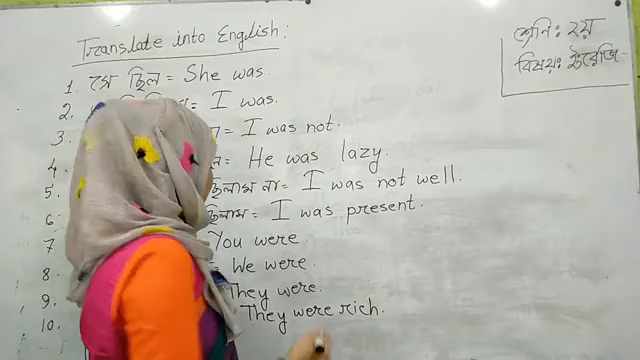 Translate into English:
শ্রেণি: ২য়
বিষয়: ইংরেজি
1. সে ছিল = She was.
2. = I was.
3. = I was not.
4. = He was lazy.
5. ছিলাম না = I was not well.
6. ছিলাম = I was present.
7. You were.
8. = We were.
9. They were.
10. They were rich.